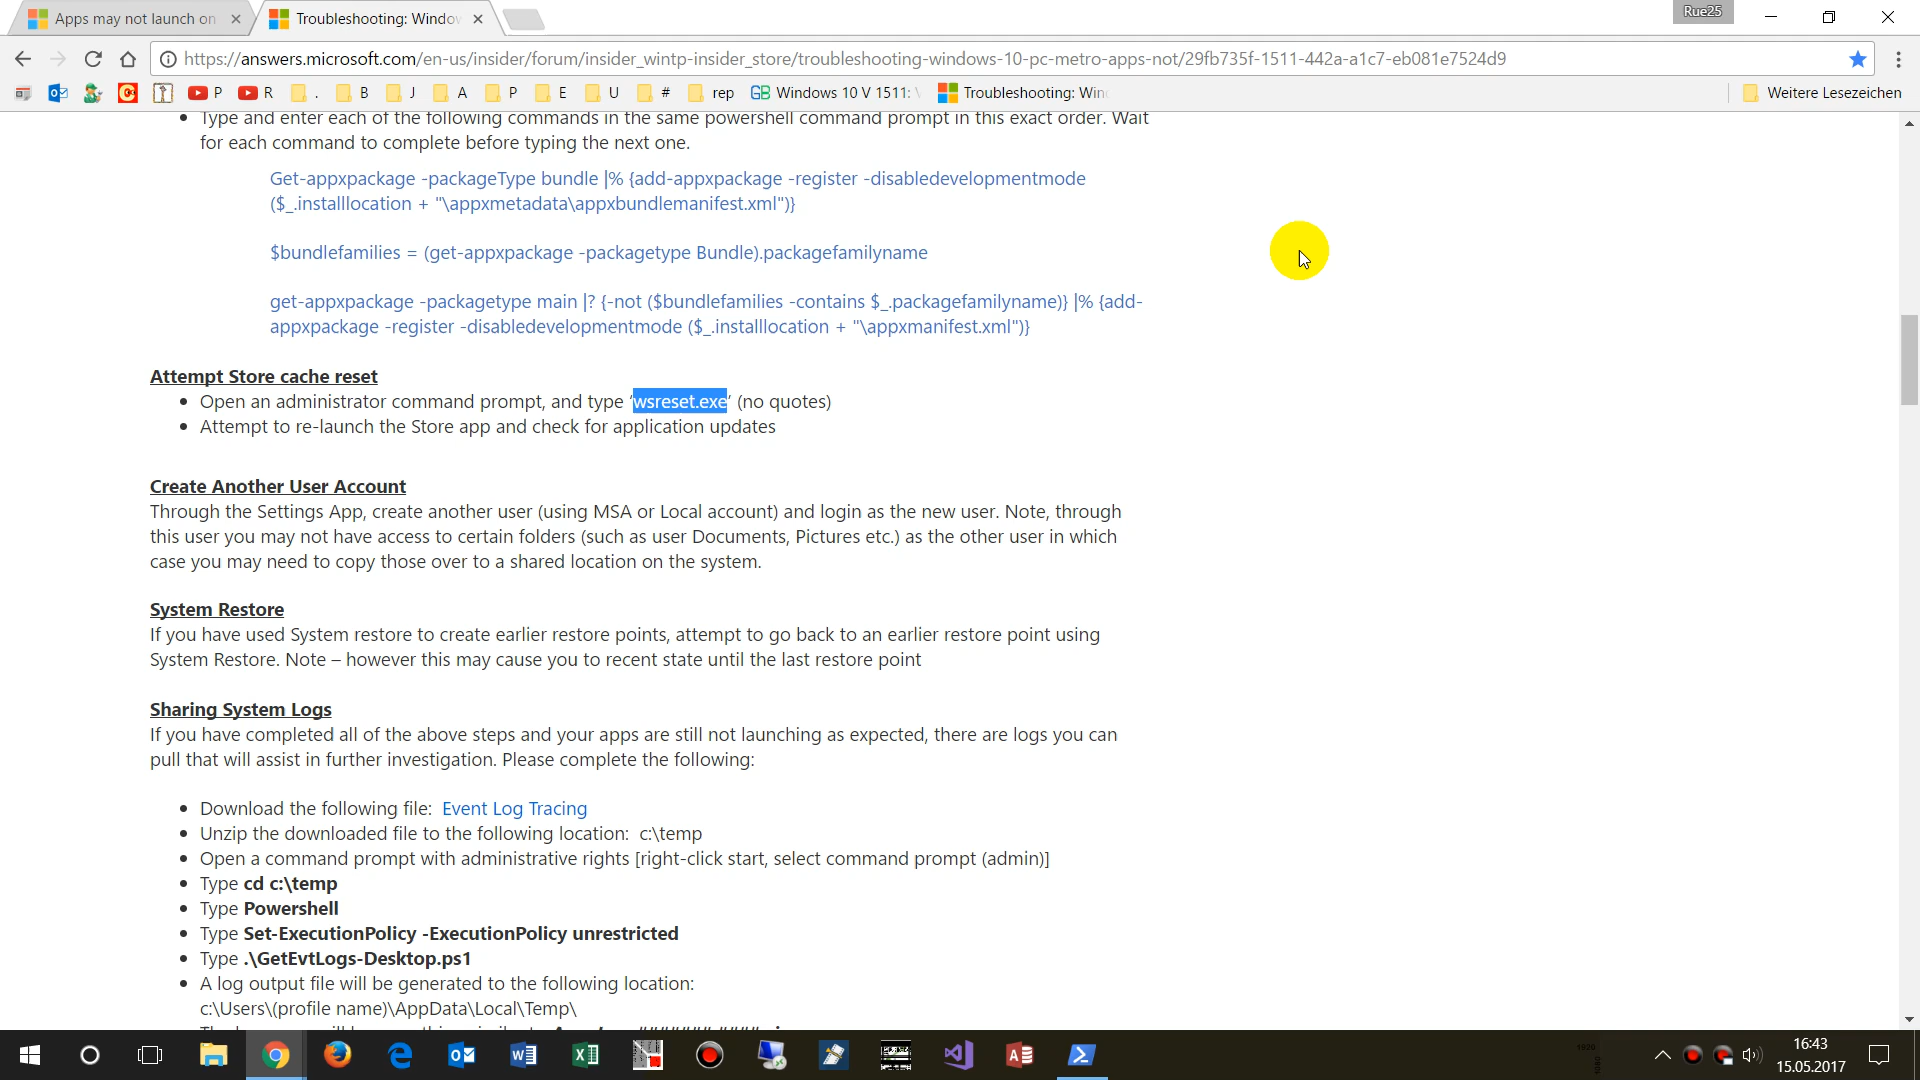 Apps may not launch on
Troubleshooting: Windo
Rue25
https://answers.microsoft.com/en-us/insider/forum/insider_wintp-insider_store/troubleshooting-windows-10-pc-metro-apps-not/29fb735f-1511-442a-a1c7-eb081e7524d9
P R . B J A P E U # rep GB Windows 10 V 1511: Troubleshooting: Win Weitere Lesezeichen
Type and enter each of the following commands in the same powershell command prompt in this exact order. Wait
for each command to complete before typing the next one.
Get-appxpackage -packageType bundle |% {add-appxpackage -register -disabledevelopmentmode
($_.installlocation + "\appxmetadata\appxbundlemanifest.xml")}
$bundlefamilies = (get-appxpackage -packagetype Bundle).packagefamilyname
get-appxpackage -packagetype main |? {-not ($bundlefamilies -contains $_.packagefamilyname)} |% {add-
appxpackage -register -disabledevelopmentmode ($_.installlocation + "\appxmanifest.xml")}
Attempt Store cache reset
Open an administrator command prompt, and type 'wsreset.exe' (no quotes)
Attempt to re-launch the Store app and check for application updates
Create Another User Account
Through the Settings App, create another user (using MSA or Local account) and login as the new user. Note, through
this user you may not have access to certain folders (such as user Documents, Pictures etc.) as the other user in which
case you may need to copy those over to a shared location on the system.
System Restore
If you have used System restore to create earlier restore points, attempt to go back to an earlier restore point using
System Restore. Note – however this may cause you to recent state until the last restore point
Sharing System Logs
If you have completed all of the above steps and your apps are still not launching as expected, there are logs you can
pull that will assist in further investigation. Please complete the following:
Download the following file: Event Log Tracing
Unzip the downloaded file to the following location: c:\temp
Open a command prompt with administrative rights [right-click start, select command prompt (admin)]
Type cd c:\temp
Type Powershell
Type Set-ExecutionPolicy -ExecutionPolicy unrestricted
Type .\GetEvtLogs-Desktop.ps1
A log output file will be generated to the following location:
c:\Users\(profile name)\AppData\Local\Temp\
16:43
15.05.2017